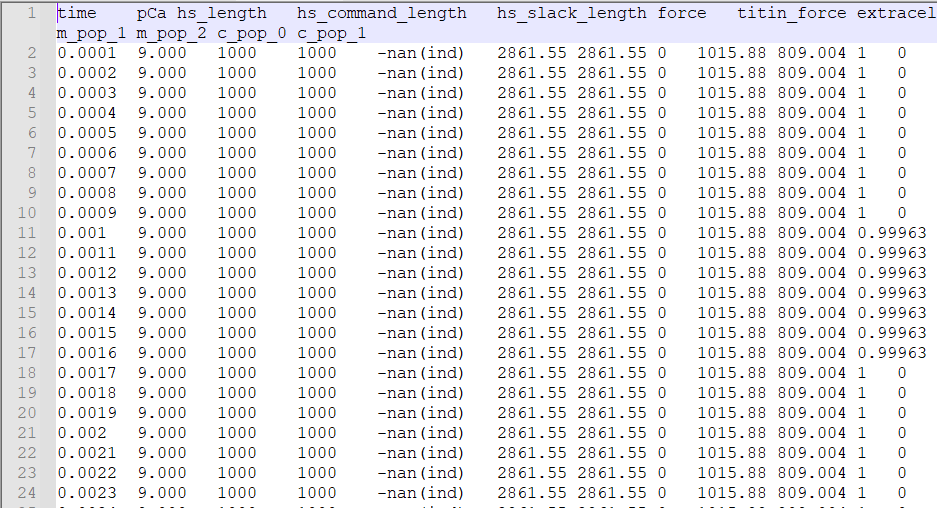 1 time pCa hs_length hs_command_length hs_slack_length force titin_force extracel
m_pop_1 m_pop_2 c_pop_0 c_pop_1
2 0.0001 9.000 1000 1000 -nan(ind) 2861.55 2861.55 0 1015.88 809.004 1 0
3 0.0002 9.000 1000 1000 -nan(ind) 2861.55 2861.55 0 1015.88 809.004 1 0
4 0.0003 9.000 1000 1000 -nan(ind) 2861.55 2861.55 0 1015.88 809.004 1 0
5 0.0004 9.000 1000 1000 -nan(ind) 2861.55 2861.55 0 1015.88 809.004 1 0
6 0.0005 9.000 1000 1000 -nan(ind) 2861.55 2861.55 0 1015.88 809.004 1 0
7 0.0006 9.000 1000 1000 -nan(ind) 2861.55 2861.55 0 1015.88 809.004 1 0
8 0.0007 9.000 1000 1000 -nan(ind) 2861.55 2861.55 0 1015.88 809.004 1 0
9 0.0008 9.000 1000 1000 -nan(ind) 2861.55 2861.55 0 1015.88 809.004 1 0
10 0.0009 9.000 1000 1000 -nan(ind) 2861.55 2861.55 0 1015.88 809.004 1 0
11 0.001 9.000 1000 1000 -nan(ind) 2861.55 2861.55 0 1015.88 809.004 0.99963
12 0.0011 9.000 1000 1000 -nan(ind) 2861.55 2861.55 0 1015.88 809.004 0.99963
13 0.0012 9.000 1000 1000 -nan(ind) 2861.55 2861.55 0 1015.88 809.004 0.99963
14 0.0013 9.000 1000 1000 -nan(ind) 2861.55 2861.55 0 1015.88 809.004 0.99963
15 0.0014 9.000 1000 1000 -nan(ind) 2861.55 2861.55 0 1015.88 809.004 0.99963
16 0.0015 9.000 1000 1000 -nan(ind) 2861.55 2861.55 0 1015.88 809.004 0.99963
17 0.0016 9.000 1000 1000 -nan(ind) 2861.55 2861.55 0 1015.88 809.004 0.99963
18 0.0017 9.000 1000 1000 -nan(ind) 2861.55 2861.55 0 1015.88 809.004 1 0
19 0.0018 9.000 1000 1000 -nan(ind) 2861.55 2861.55 0 1015.88 809.004 1 0
20 0.0019 9.000 1000 1000 -nan(ind) 2861.55 2861.55 0 1015.88 809.004 1 0
21 0.002 9.000 1000 1000 -nan(ind) 2861.55 2861.55 0 1015.88 809.004 1 0
22 0.0021 9.000 1000 1000 -nan(ind) 2861.55 2861.55 0 1015.88 809.004 1 0
23 0.0022 9.000 1000 1000 -nan(ind) 2861.55 2861.55 0 1015.88 809.004 1 0
24 0.0023 9.000 1000 1000 -nan(ind) 2861.55 2861.55 0 1015.88 809.004 1 0